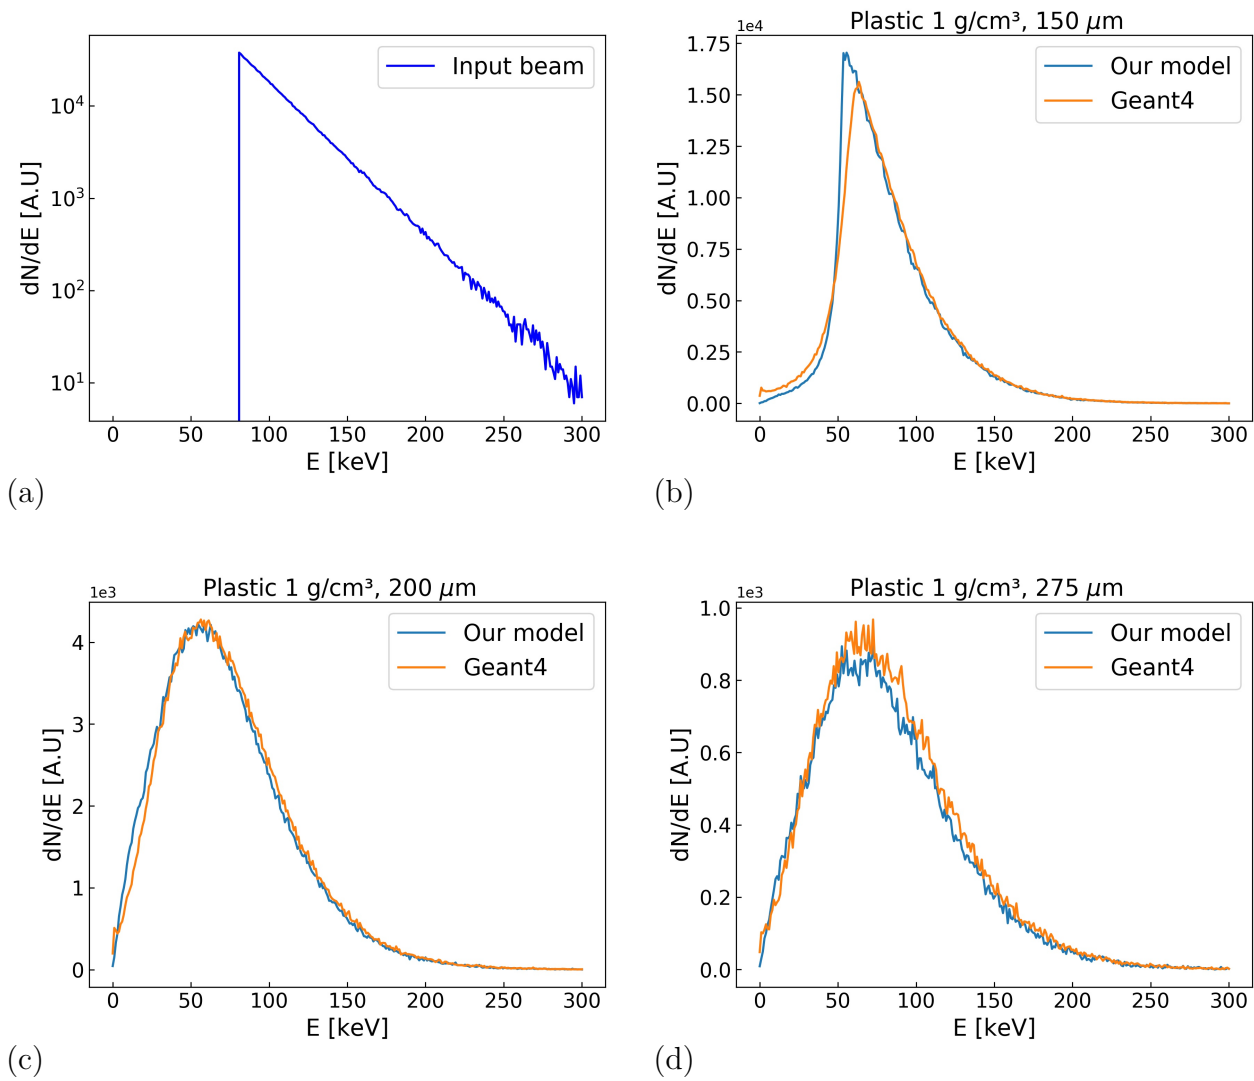 Input beam
10⁴
10³
10²
10¹
dN/dE [A.U]
0 50 100 150 200 250 300
E [keV]
(a)
Plastic 1 g/cm³, 150 μm
1e4
Our model
Geant4
1.75
1.50
1.25
1.00
0.75
0.50
0.25
0.00
dN/dE [A.U]
0 50 100 150 200 250 300
E [keV]
(b)
Plastic 1 g/cm³, 200 μm
1e3
Our model
Geant4
4
3
2
1
0
dN/dE [A.U]
0 50 100 150 200 250 300
E [keV]
(c)
Plastic 1 g/cm³, 275 μm
1e3
Our model
Geant4
1.0
0.8
0.6
0.4
0.2
0.0
dN/dE [A.U]
0 50 100 150 200 250 300
E [keV]
(d)